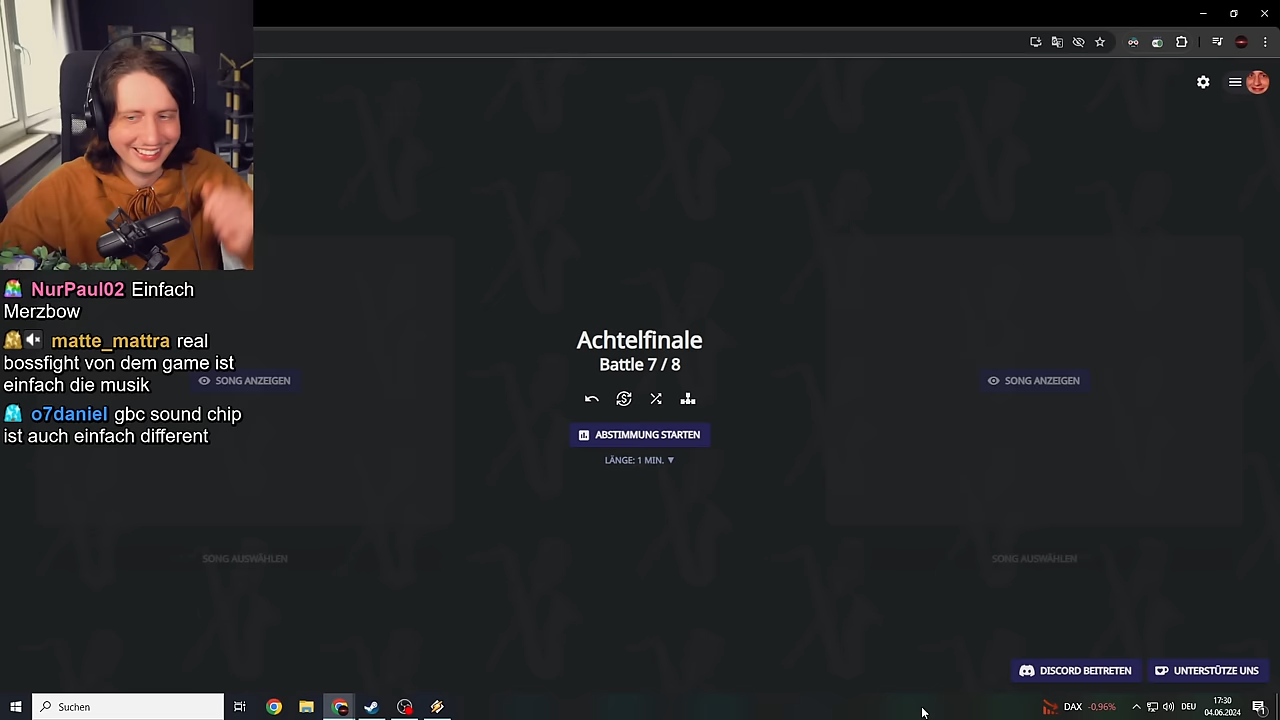 NurPaul02 Einfach
Merzbow
matte_mattra real
bossfight von dem game ist
einfach die musik
o7daniel gbc sound chip
ist auch einfach different
Achtelfinale
Battle 7 / 8
SONG ANZEIGEN
SONG ANZEIGEN
ABSTIMMUNG STARTEN
LÄNGE: 1 MIN. ▼
SONG AUSWÄHLEN
SONG AUSWÄHLEN
DISCORD BEITRETEN
UNTERSTÜTZE UNS
Suchen
DAX -0,96%
DEU
17:30
04.06.2024